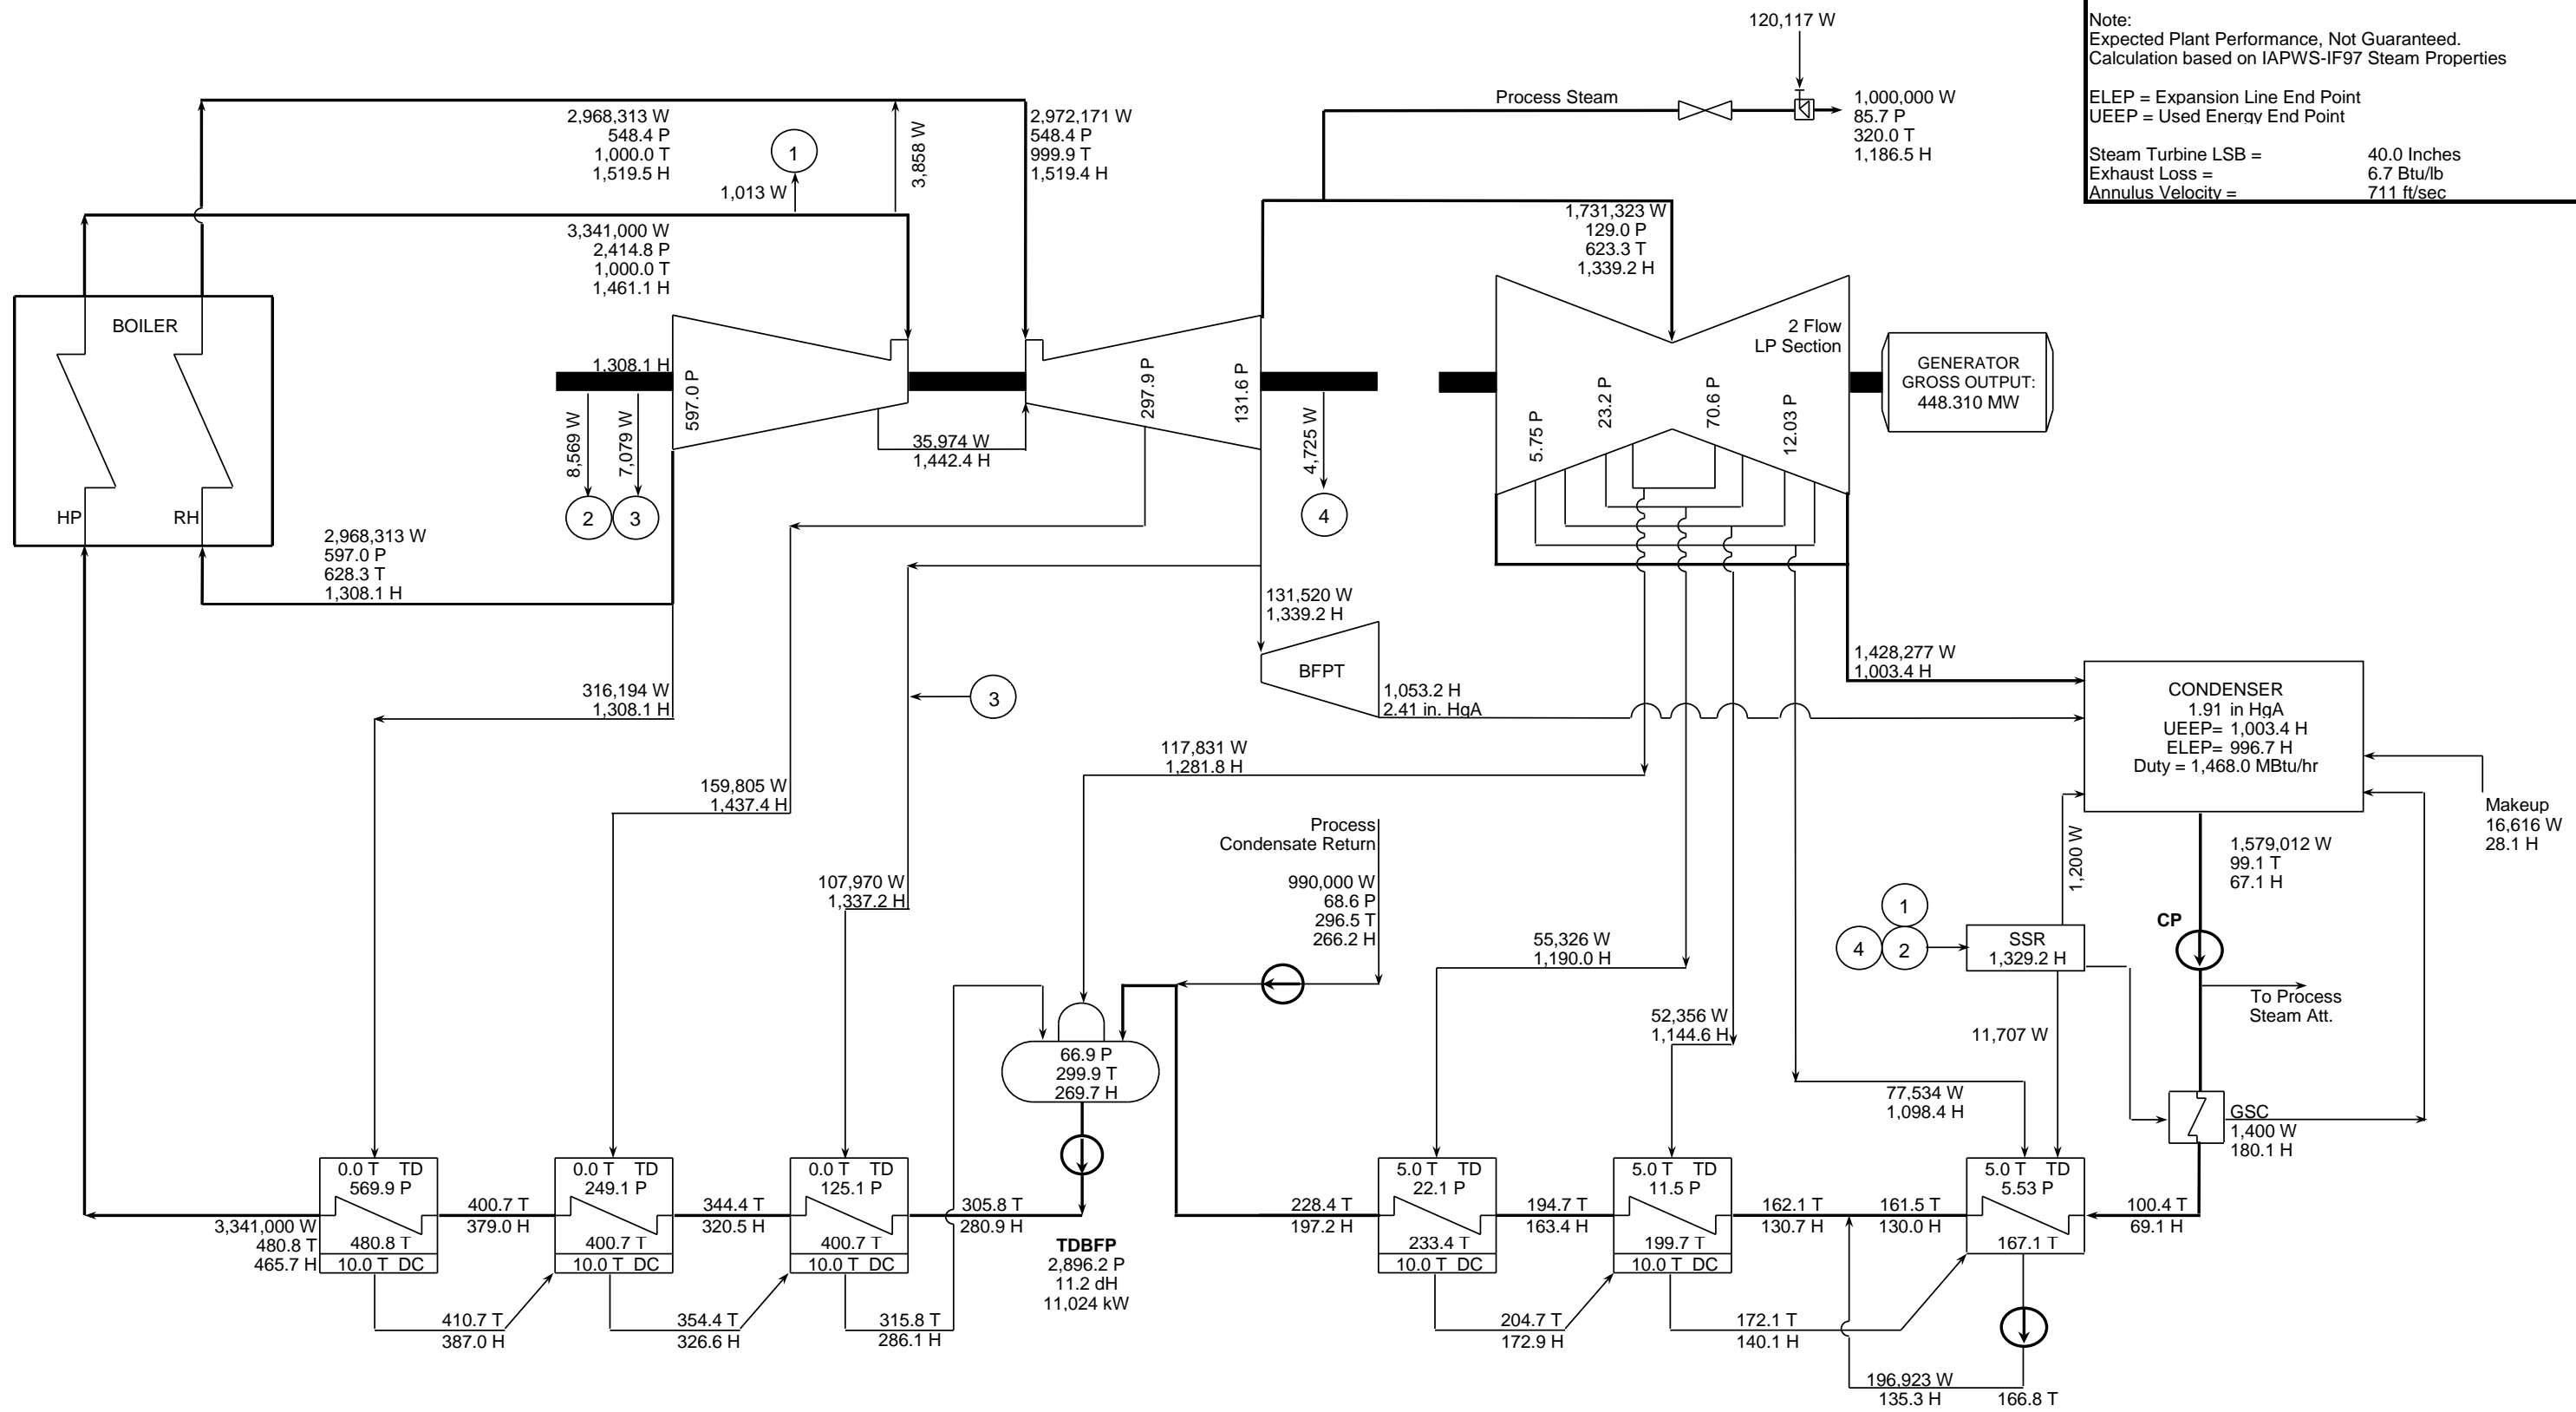 120,117 W
Note:
Expected Plant Performance, Not Guaranteed.
Calculation based on IAPWS-IF97 Steam Properties
ELEP = Expansion Line End Point
UEEP = Used Energy End Point
Steam Turbine LSB = 40.0 Inches
Exhaust Loss = 6.7 Btu/lb
Annulus Velocity = 711 ft/sec
Process Steam
1,000,000 W
85.7 P
320.0 T
1,186.5 H
2,968,313 W
548.4 P
1,000.0 T
1,519.5 H
1
1,013 W
3,858 W
2,972,171 W
548.4 P
999.9 T
1,519.4 H
3,341,000 W
2,414.8 P
1,000.0 T
1,461.1 H
1,731,323 W
129.0 P
623.3 T
1,339.2 H
BOILER
HP
RH
1,308.1 H
597.0 P
8,569 W
7,079 W
2
3
35,974 W
1,442.4 H
297.9 P
131.6 P
4,725 W
4
2 Flow
LP Section
5.75 P
23.2 P
70.6 P
12.03 P
GENERATOR
GROSS OUTPUT:
448.310 MW
2,968,313 W
597.0 P
628.3 T
1,308.1 H
131,520 W
1,339.2 H
BFPT
1,053.2 H
2.41 in. HgA
1,428,277 W
1,003.4 H
CONDENSER
1.91 in HgA
UEEP= 1,003.4 H
ELEP= 996.7 H
Duty = 1,468.0 MBtu/hr
316,194 W
1,308.1 H
3
117,831 W
1,281.8 H
159,805 W
1,437.4 H
Makeup
16,616 W
28.1 H
Process
Condensate Return
990,000 W
68.6 P
296.5 T
266.2 H
107,970 W
1,337.2 H
1,200 W
1,579,012 W
99.1 T
67.1 H
CP
1
4
2
SSR
1,329.2 H
55,326 W
1,190.0 H
To Process
Steam Att.
52,356 W
1,144.6 H
11,707 W
66.9 P
299.9 T
269.7 H
77,534 W
1,098.4 H
GSC
1,400 W
180.1 H
0.0 T TD
569.9 P
480.8 T
10.0 T DC
0.0 T TD
249.1 P
400.7 T
10.0 T DC
0.0 T TD
125.1 P
400.7 T
10.0 T DC
5.0 T TD
22.1 P
233.4 T
10.0 T DC
5.0 T TD
11.5 P
199.7 T
10.0 T DC
5.0 T TD
5.53 P
167.1 T
3,341,000 W
480.8 T
465.7 H
400.7 T
379.0 H
344.4 T
320.5 H
305.8 T
280.9 H
TDBFP
2,896.2 P
11.2 dH
11,024 kW
228.4 T
197.2 H
194.7 T
163.4 H
162.1 T
130.7 H
161.5 T
130.0 H
100.4 T
69.1 H
410.7 T
387.0 H
354.4 T
326.6 H
315.8 T
286.1 H
204.7 T
172.9 H
172.1 T
140.1 H
196,923 W
135.3 H
166.8 T